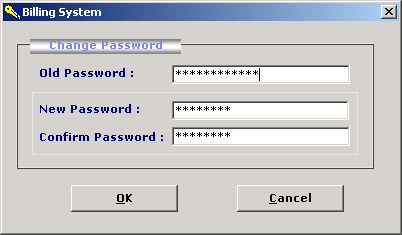 Billing System
Change Password
Old Password : ************
New Password : ********
Confirm Password : ********
OK Cancel